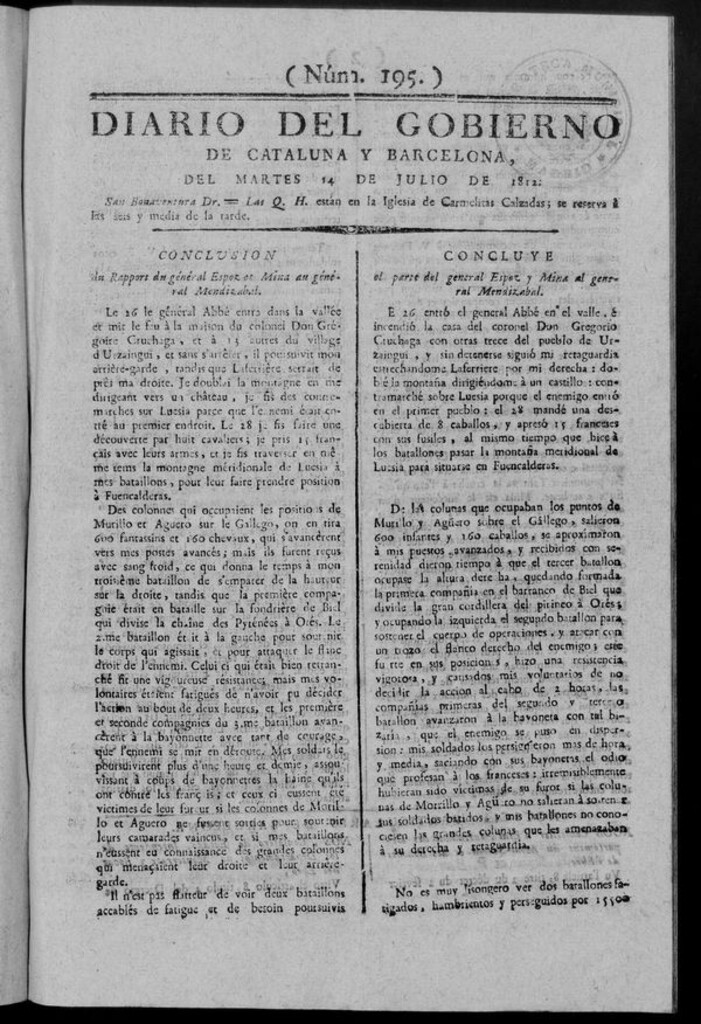 ( Núm. 195. )
DIARIO DEL GOBIERNO
DE CATALUNA Y BARCELONA,
DEL MARTES 14 DE JULIO DE 1812.
San Bonaventura Dr. = Las Q. H. están en la Iglesia de Carmelitas Calzadas; se reserva à
las seis y media de la tarde.
CONCLUSION
du Rapport du général Espoz et Mina au géné-
ral Mendizabal.
Le 26 le général Abbé entra dans la vallée
et mit le feu à la maison du colonel Don Gré-
goire Cruchaga, et à 13 autres du village
d'Urzaingui, et sans s'arrêter, il poursuivit mon
arrière-garde, tandis que Laferrière serrait de
près ma droite. Je doublai la montagne en me
dirigeant vers un château, je fis des contre-
marches sur Luesia parce que l'ennemi était en-
tré au premier endroit. Le 28 je fis faire une
découverte par huit cavaliers; je pris 15 fran-
çais avec leurs armes, et je fis traverser en mê-
me tems la montagne méridionale de Luesia à
mes bataillons, pour leur faire prendre position
à Fuencalderas.
Des colonnes qui occupaient les positions de
Murillo et Aguero sur le Gallego, on en tira
600 fantassins et 160 chevaux, qui s'avancèrent
vers mes postes avancés; mais ils furent reçus
avec sang froid, ce qui donna le temps à mon
troisième bataillon de s'emparer de la hauteur
sur la droite, tandis que la première compa-
guie était en bataille sur la fondrière de Biel
qui divise la chaîne des Pyrénées à Orés. Le
2.me bataillon était à la gauche pour soutenir
le corps qui agissait, et pour attaquer le flanc
droit de l'ennemi. Celui ci qui était bien retran-
ché fit une vigoureuse résistance; mais mes vo-
lontaires étaient fatigués de n'avoir pu décider
l'action au bout de deux heures, et les première
et seconde compagnies du 3.me bataillon avan-
cèrent à la bayonnette avec tant de courage,
que l'ennemi se mit en déroute. Mes soldats le
poursuivirent plus d'une heure et demie, assou-
vissant à coups de bayonnettes la haine qu'ils
ont contre les français; et ceux ci eussent été
victimes de leur fureur si les colonnes de Moril-
lo et Aguero ne fussent sorties pour soutenir
leurs camarades vaincus, et si mes bataillons
n'eussent eu connaissance des grandes colonnes
qui menaçaient leur droite et leur arrière-
garde.
Il n'est pas flatteur de voir deux bataillons
accablés de fatigue et de besoin poursuivis
CONCLUYE
el parte del general Espoz y Mina al gene-
ral Mendizabal.
E 26 entró el general Abbé en el valle, é
incendió la casa del coronel Don Gregorio
Cruchaga con otras trece del pueblo de Ur-
zaingui, y sin detenerse siguió mi retaguardia
estrechandome Laferriere por mi derecha: do-
blé la montaña dirigiéndome á un castillo: con-
tramarché sobre Luesia porque el enemigo entró
en el primer pueblo: el 28 mandé una des-
cubierta de 8 caballos, y apresó 15 franceses
con sus fusiles, al mismo tiempo que hice á
los batallones pasar la montaña meridional de
Luesia para situarse en Fuencalderas.
De las colunas que ocupaban los puntos de
Murillo y Agüero sobre el Gállego, salieron
600 infantes y 160 caballos, se aproximaron
à mis puestos avanzados, y recibidos con se-
renidad dieron tiempo à que el tercer batallon
ocupase la altura derecha, quedando formada
la primera compañia en el barranco de Biel que
divide la gran cordillera del pirineo à Orés,
y ocupando la izquierda el segundo batallon para
sostener el cuerpo de operaciones, y atacar con
un trozo el flanco derecho del enemigo; este
fuerte en sus posiciones, hizo una resistencia
vigorosa, y cansados mis voluntarios de no
decidir la accion al cabo de 2 horas, las
compañias primeras del segundo y tercero
batallon avanzaron à la bayoneta con tal bi-
zarria, que el enemigo se puso en disper-
sion: mis soldados los persiguieron mas de hora
y media, saciando con sus bayonetas el odio
que profesan à los franceses: irremisiblemente
hubieran sido victimas de su furor si las colu-
nas de Morrillo y Agüero no salieran à sostener
sus soldados batidos, y mis batallones no cono-
cieran las grandes colunas que les amenazaban
à su derecha y retaguardia.
No es muy lisongero ver dos batallones fa-
tigados, hambrientos y perseguidos por 15500